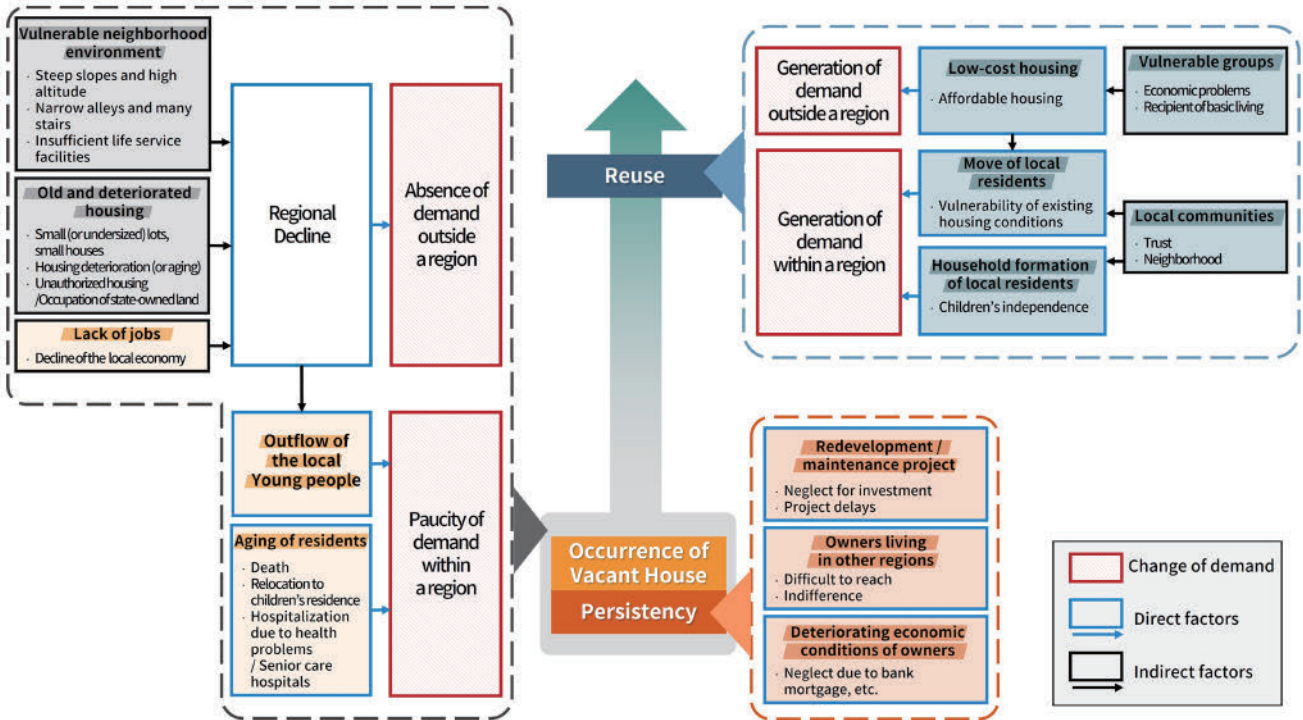 Vulnerable neighborhood
environment
· Steep slopes and high
altitude
· Narrow alleys and many
stairs
· Insufficient life service
facilities
Old and deteriorated
housing
· Small (or undersized) lots,
small houses
· Housing deterioration (or aging)
· Unauthorized housing
/Occupation of state-owned land
Lack of jobs
· Decline of the local economy
Regional
Decline
Absence of
demand
outside
a region
Outflow of
the local
Young people
Aging of residents
· Death
· Relocation to
children's residence
· Hospitalization
due to health
problems
/ Senior care
hospitals
Paucity of
demand
within
a region
Reuse
Occurrence of
Vacant House
Persistency
Generation of
demand
outside a region
Low-cost housing
· Affordable housing
Vulnerable groups
· Economic problems
· Recipient of basic living
Generation of
demand
within a region
Move of local
residents
· Vulnerability of existing
housing conditions
Local communities
· Trust
· Neighborhood
Household formation
of local residents
· Children's independence
Redevelopment /
maintenance project
· Neglect for investment
· Project delays
Owners living
in other regions
· Difficult to reach
· Indifference
Deteriorating economic
conditions of owners
· Neglect due to bank
mortgage, etc.
Change of demand
Direct factors
Indirect factors